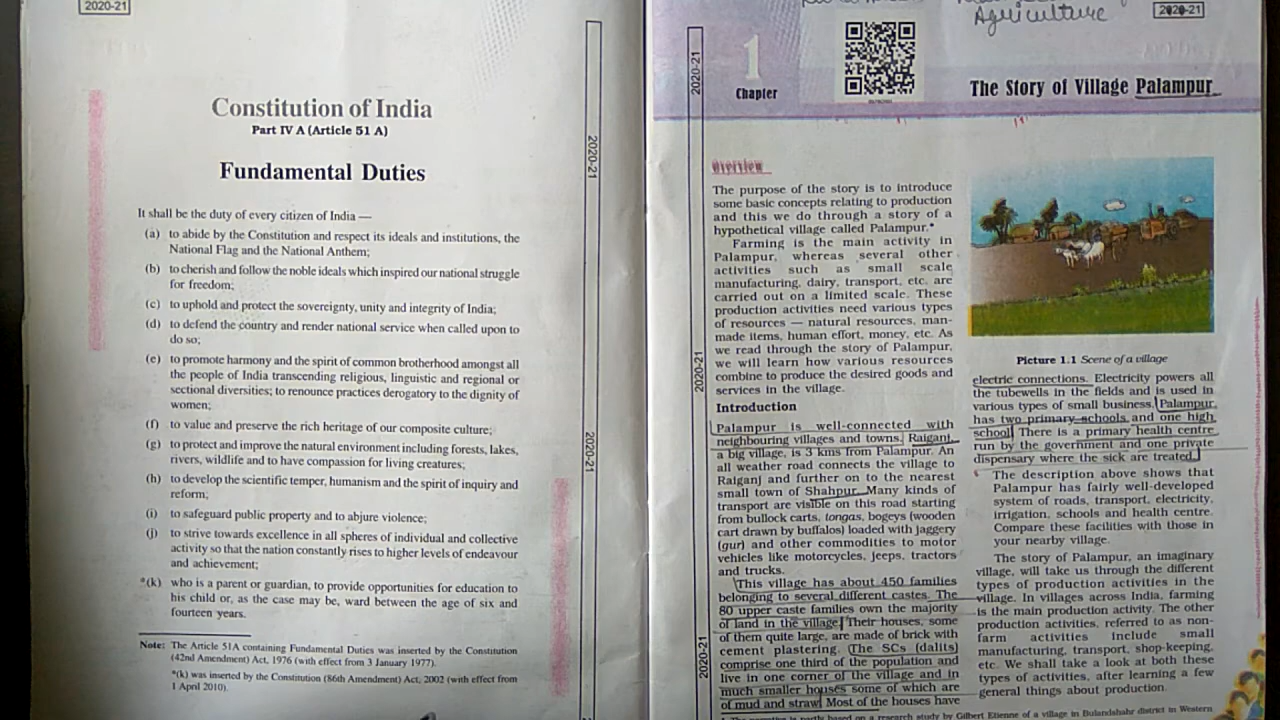 2020-21
Constitution of India
Part IV A (Article 51 A)
Fundamental Duties
It shall be the duty of every citizen of India —
(a) to abide by the Constitution and respect its ideals and institutions, the
National Flag and the National Anthem;
(b) to cherish and follow the noble ideals which inspired our national struggle
for freedom;
(c) to uphold and protect the sovereignty, unity and integrity of India;
(d) to defend the country and render national service when called upon to
do so;
(e) to promote harmony and the spirit of common brotherhood amongst all
the people of India transcending religious, linguistic and regional or
sectional diversities; to renounce practices derogatory to the dignity of
women;
(f) to value and preserve the rich heritage of our composite culture;
(g) to protect and improve the natural environment including forests, lakes,
rivers, wildlife and to have compassion for living creatures;
(h) to develop the scientific temper, humanism and the spirit of inquiry and
reform;
(i) to safeguard public property and to abjure violence;
(j) to strive towards excellence in all spheres of individual and collective
activity so that the nation constantly rises to higher levels of endeavour
and achievement;
*(k) who is a parent or guardian, to provide opportunities for education to
his child or, as the case may be, ward between the age of six and
fourteen years.
Note: The Article 51A containing Fundamental Duties was inserted by the Constitution
(42nd Amendment) Act, 1976 (with effect from 3 January 1977).
*(k) was inserted by the Constitution (86th Amendment) Act, 2002 (with effect from
1 April 2010).
2020-21
2020-21
Agriculture
2020-21
2020-21
1
Chapter
The Story of Village Palampur
Overview
The purpose of the story is to introduce
some basic concepts relating to production
and this we do through a story of a
hypothetical village called Palampur.*
Farming is the main activity in
Palampur, whereas several other
activities such as small scale
manufacturing, dairy, transport, etc. are
carried out on a limited scale. These
production activities need various types
of resources — natural resources, man-
made items, human effort, money, etc. As
we read through the story of Palampur,
we will learn how various resources
combine to produce the desired goods and
services in the village.
Introduction
Palampur is well-connected with
neighbouring villages and towns. Raiganj,
a big village, is 3 kms from Palampur. An
all weather road connects the village to
Raiganj and further on to the nearest
small town of Shahpur. Many kinds of
transport are visible on this road starting
from bullock carts, tongas, bogeys (wooden
cart drawn by buffalos) loaded with jaggery
(gur) and other commodities to motor
vehicles like motorcycles, jeeps, tractors
and trucks.
This village has about 450 families
belonging to several different castes. The
80 upper caste families own the majority
of land in the village. Their houses, some
of them quite large, are made of brick with
cement plastering. The SCs (dalits)
comprise one third of the population and
live in one corner of the village and in
much smaller houses some of which are
of mud and straw. Most of the houses have
2020-21
2020-21
Picture 1.1 Scene of a village
electric connections. Electricity powers all
the tubewells in the fields and is used in
various types of small business. Palampur
has two primary schools and one high
school. There is a primary health centre
run by the government and one private
dispensary where the sick are treated.
The description above shows that
Palampur has fairly well-developed
system of roads, transport, electricity,
irrigation, schools and health centre.
Compare these facilities with those in
your nearby village.
The story of Palampur, an imaginary
village, will take us through the different
types of production activities in the
village. In villages across India, farming
is the main production activity. The other
production activities, referred to as non-
farm activities include small
manufacturing, transport, shop-keeping,
etc. We shall take a look at both these
types of activities, after learning a few
general things about production.
partly based on a research study by Gilbert Etienne of a village in Bulandshahr district in Western